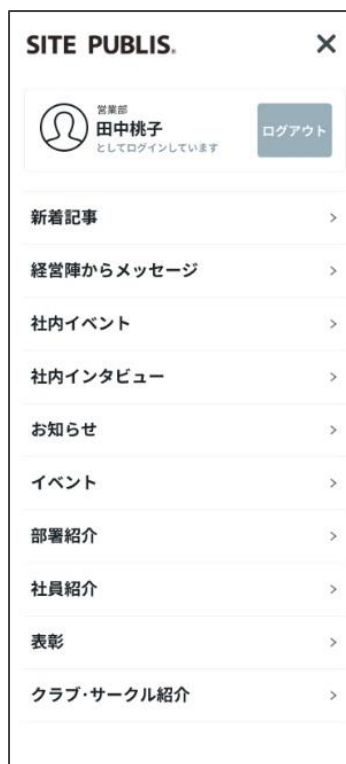 SITE PUBLIS.
営業部
田中桃子
としてログインしています
ログアウト
新着記事
経営陣からメッセージ
社内イベント
社内インタビュー
お知らせ
イベント
部署紹介
社員紹介
表彰
クラブ・サークル紹介